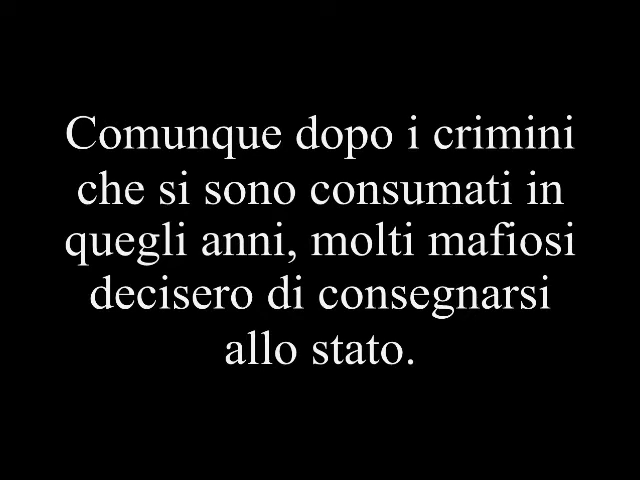 Comunque dopo i crimini
che si sono consumati in
quegli anni, molti mafiosi
decisero di consegnarsi
allo stato.